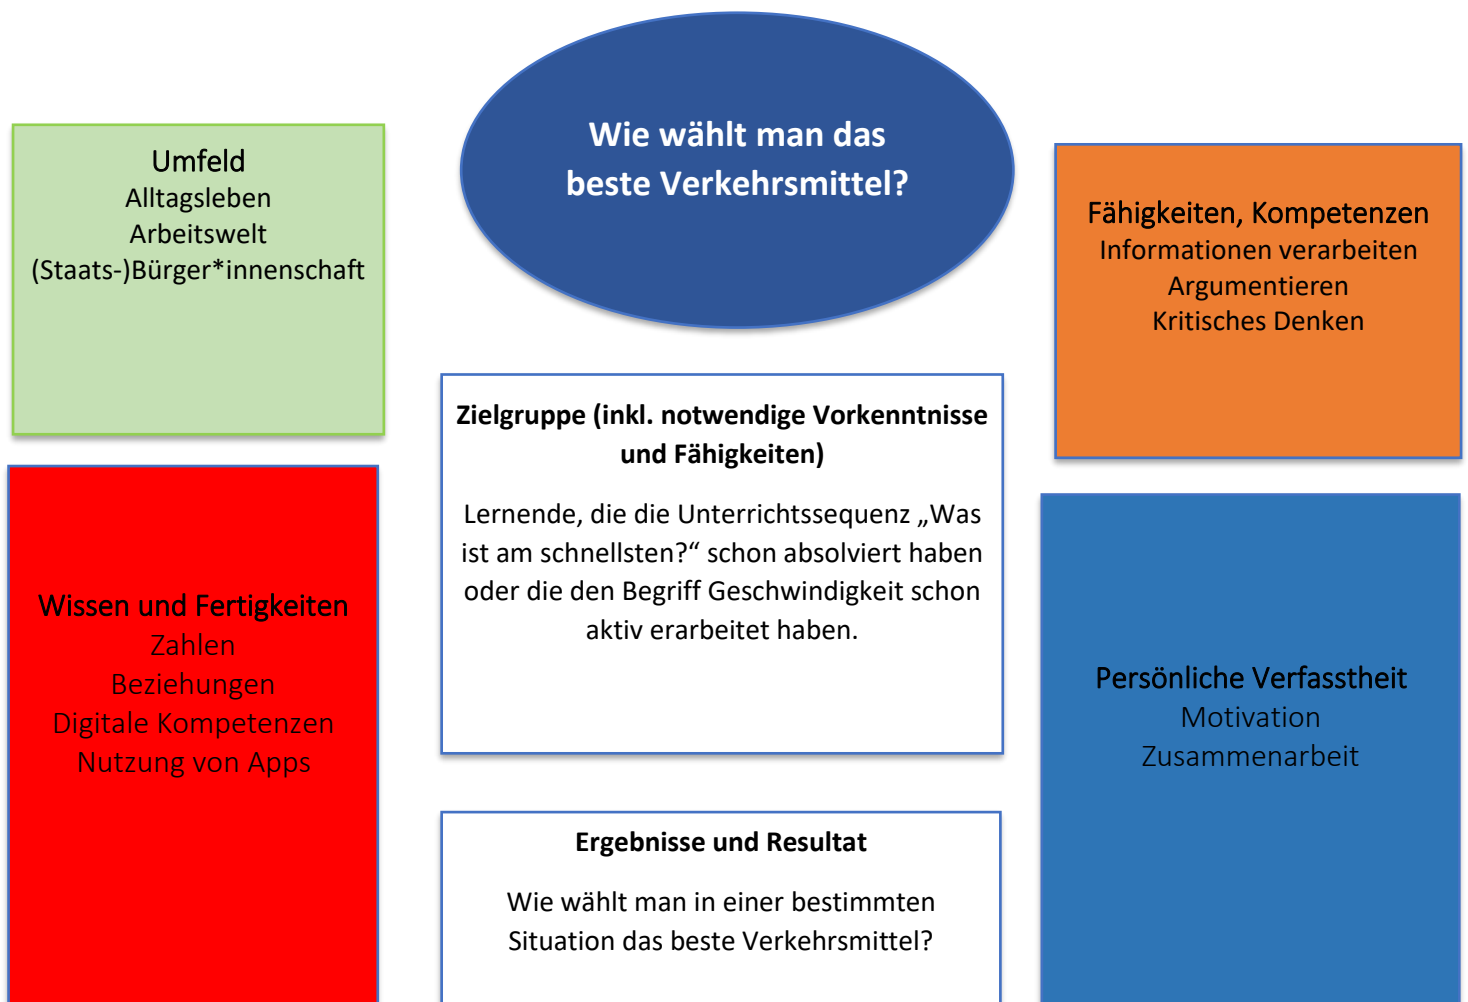 Wie wählt man das
beste Verkehrsmittel?
Umfeld
Alltagsleben
Arbeitswelt
(Staats-)Bürger*innenschaft
Fähigkeiten, Kompetenzen
Informationen verarbeiten
Argumentieren
Kritisches Denken
Zielgruppe (inkl. notwendige Vorkenntnisse
und Fähigkeiten)
Lernende, die die Unterrichtssequenz „Was
ist am schnellsten?“ schon absolviert haben
oder die den Begriff Geschwindigkeit schon
aktiv erarbeitet haben.
Wissen und Fertigkeiten
Zahlen
Beziehungen
Digitale Kompetenzen
Nutzung von Apps
Persönliche Verfasstheit
Motivation
Zusammenarbeit
Ergebnisse und Resultat
Wie wählt man in einer bestimmten
Situation das beste Verkehrsmittel?